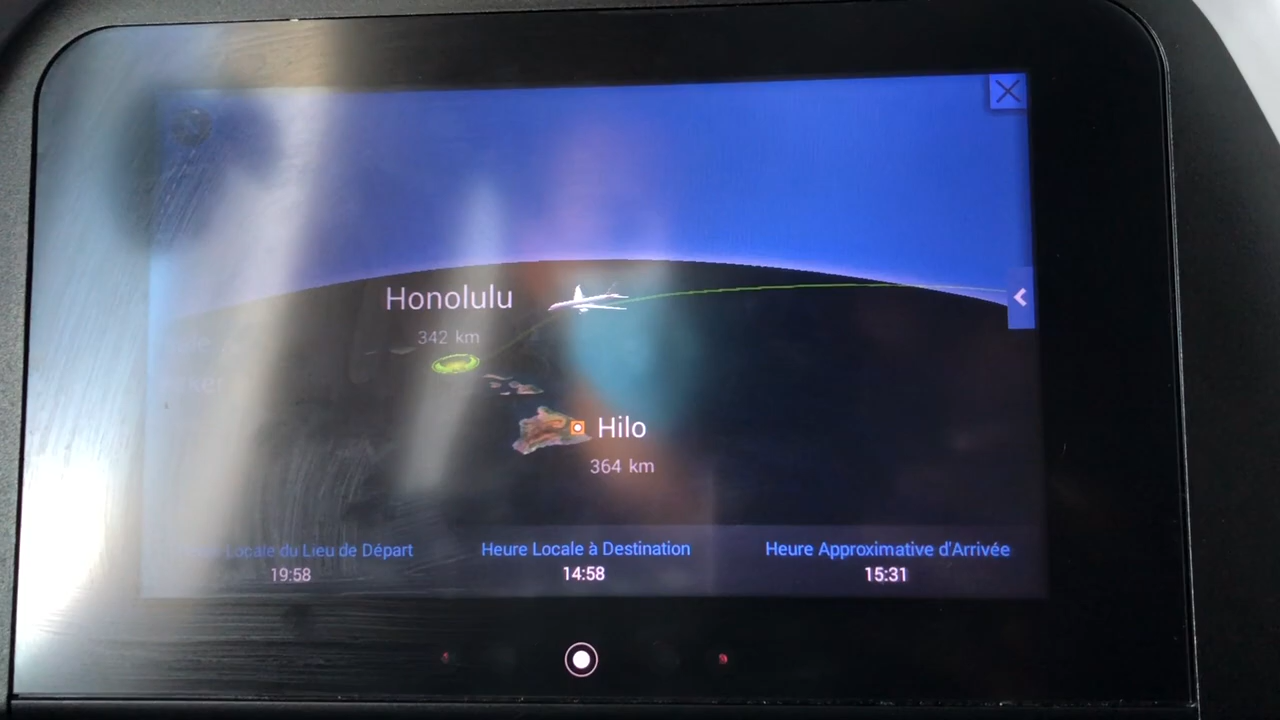 Honolulu
342 km
Hilo
364 km
Locale du Lieu de Départ
19:58
Heure Locale à Destination
14:58
Heure Approximative d'Arrivée
15:31